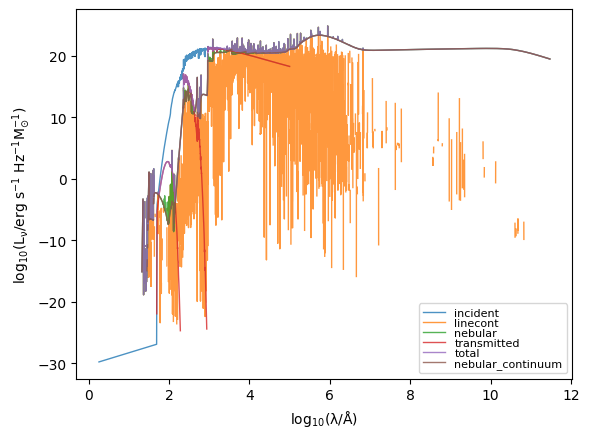 20
10
0
−10
−20
−30
log₁₀(Lᵥ/erg s⁻¹ Hz⁻¹M⊙⁻¹)
incident
linecont
nebular
transmitted
total
nebular_continuum
0 2 4 6 8 10 12
log₁₀(λ/Å)